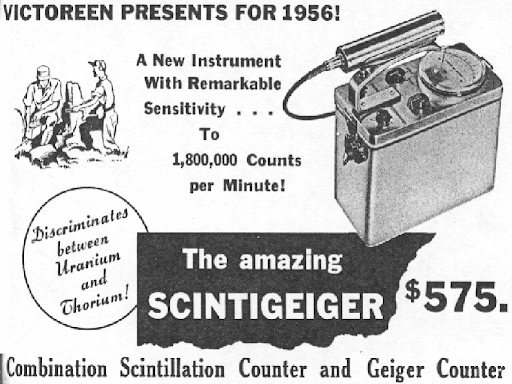 VICTOREEN PRESENTS FOR 1956!
A New Instrument
With Remarkable
Sensitivity . . .
To
1,800,000 Counts
per Minute!
Discriminates
between
Uranium
and
Thorium!
The amazing
SCINTIGEIGER
$575.
Combination Scintillation Counter and Geiger Counter